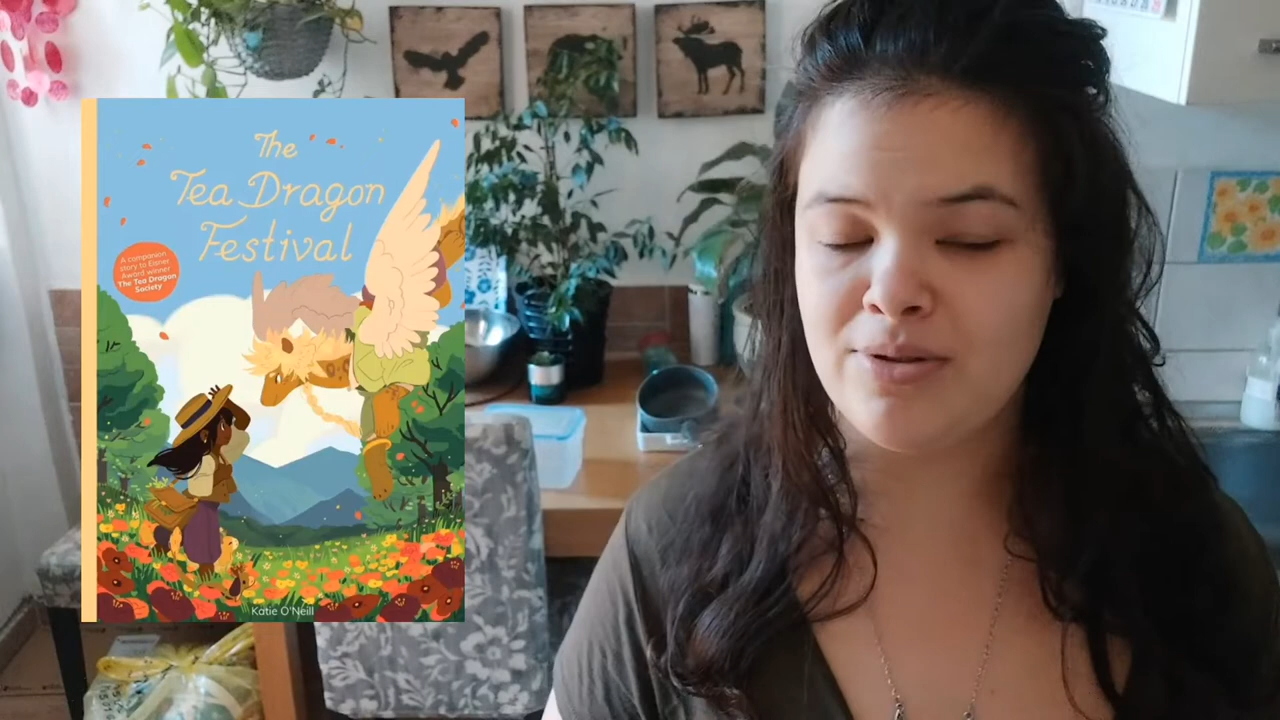 The
Tea Dragon
Festival
A companion
story to Eisner
Award winner
The Tea Dragon
Society
Katie O'Neill